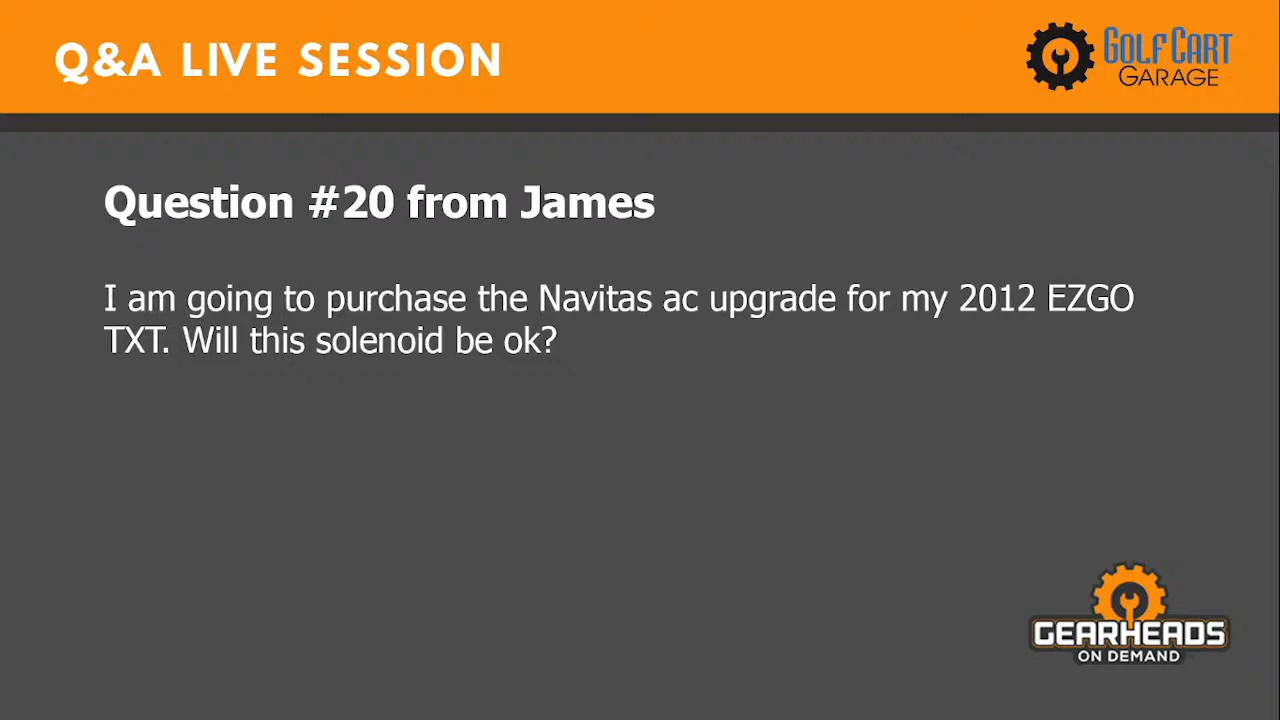 Q&A LIVE SESSION
GOLF CART
GARAGE
Question #20 from James
I am going to purchase the Navitas ac upgrade for my 2012 EZGO
TXT. Will this solenoid be ok?
GEARHEADS
ON DEMAND